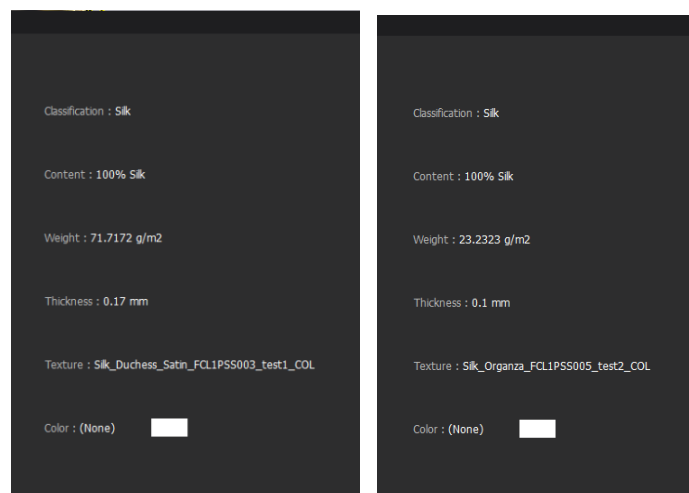 Classification : Silk
Content : 100% Silk
Weight : 71.7172 g/m2
Thickness : 0.17 mm
Texture : Silk_Duchess_Satin_FCL1PSS003_test1_COL
Color : (None)
Classification : Silk
Content : 100% Silk
Weight : 23.2323 g/m2
Thickness : 0.1 mm
Texture : Silk_Organza_FCL1PSS005_test2_COL
Color : (None)